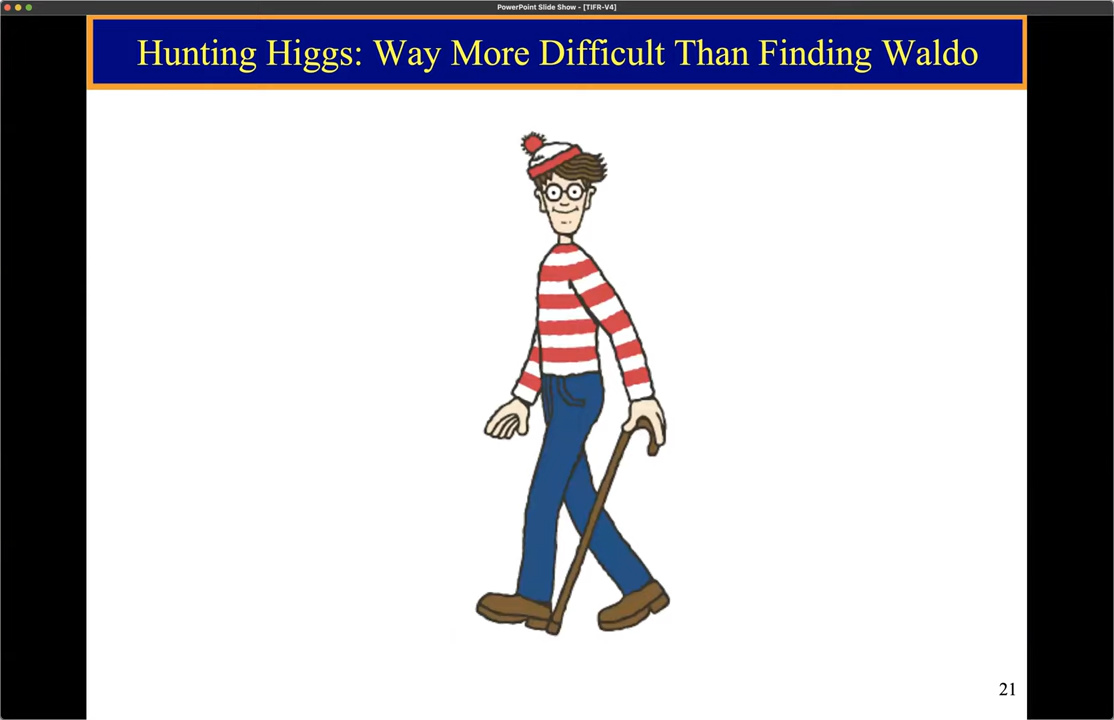 PowerPoint Slide Show - [TIFR-V4]
Hunting Higgs: Way More Difficult Than Finding Waldo
21